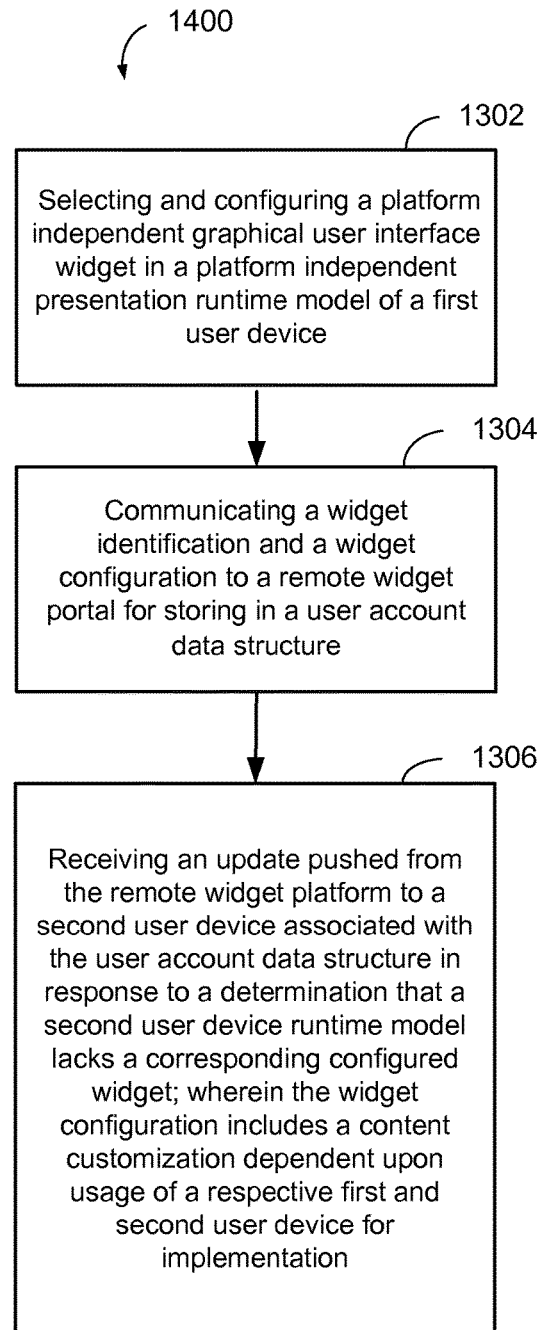 1400
1302
Selecting and configuring a platform
independent graphical user interface
widget in a platform independent
presentation runtime model of a first
user device
1304
Communicating a widget
identification and a widget
configuration to a remote widget
portal for storing in a user account
data structure
1306
Receiving an update pushed from
the remote widget platform to a
second user device associated with
the user account data structure in
response to a determination that a
second user device runtime model
lacks a corresponding configured
widget; wherein the widget
configuration includes a content
customization dependent upon
usage of a respective first and
second user device for
implementation